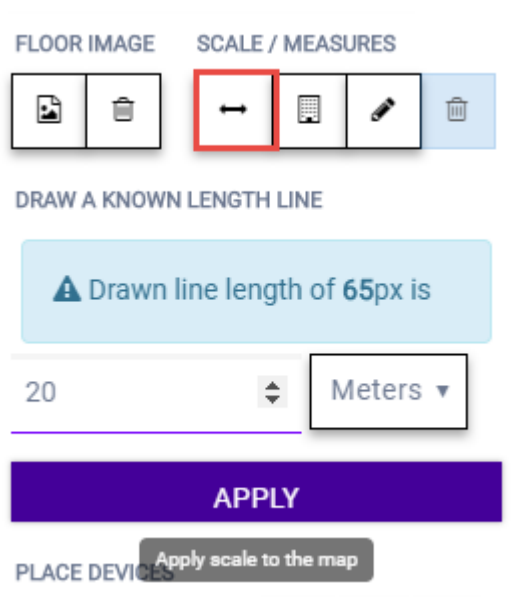 FLOOR IMAGE SCALE / MEASURES
DRAW A KNOWN LENGTH LINE
Drawn line length of 65px is
20 Meters
APPLY
Apply scale to the map
PLACE DEVICES